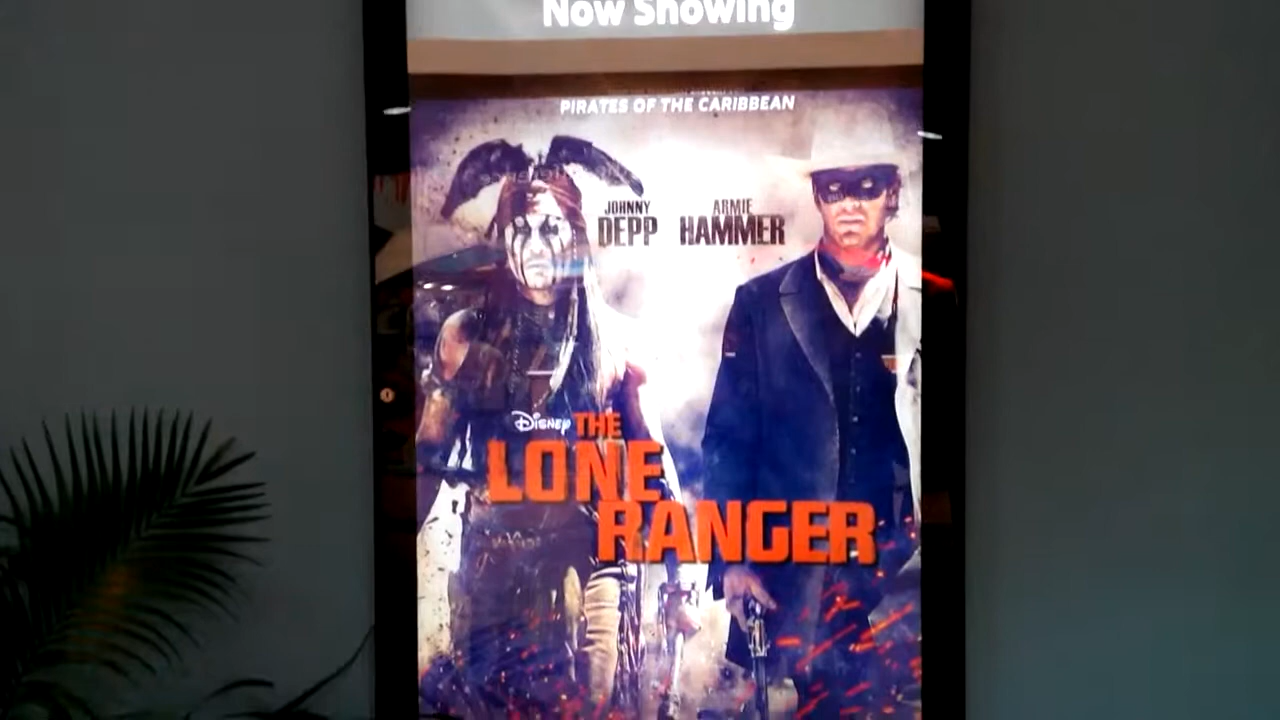 Now Showing
PIRATES OF THE CARIBBEAN
JOHNNY DEPP
ARMIE HAMMER
Disney THE
LONE
RANGER